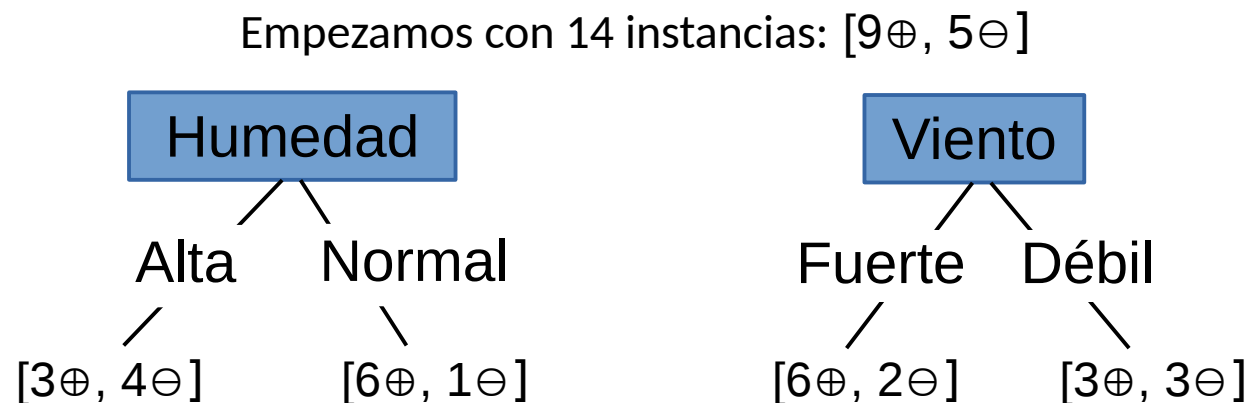 Empezamos con 14 instancias: [9⊕, 5⊖]
Humedad Viento
Alta Normal Fuerte Débil
[3⊕, 4⊖] [6⊕, 1⊖] [6⊕, 2⊖] [3⊕, 3⊖]